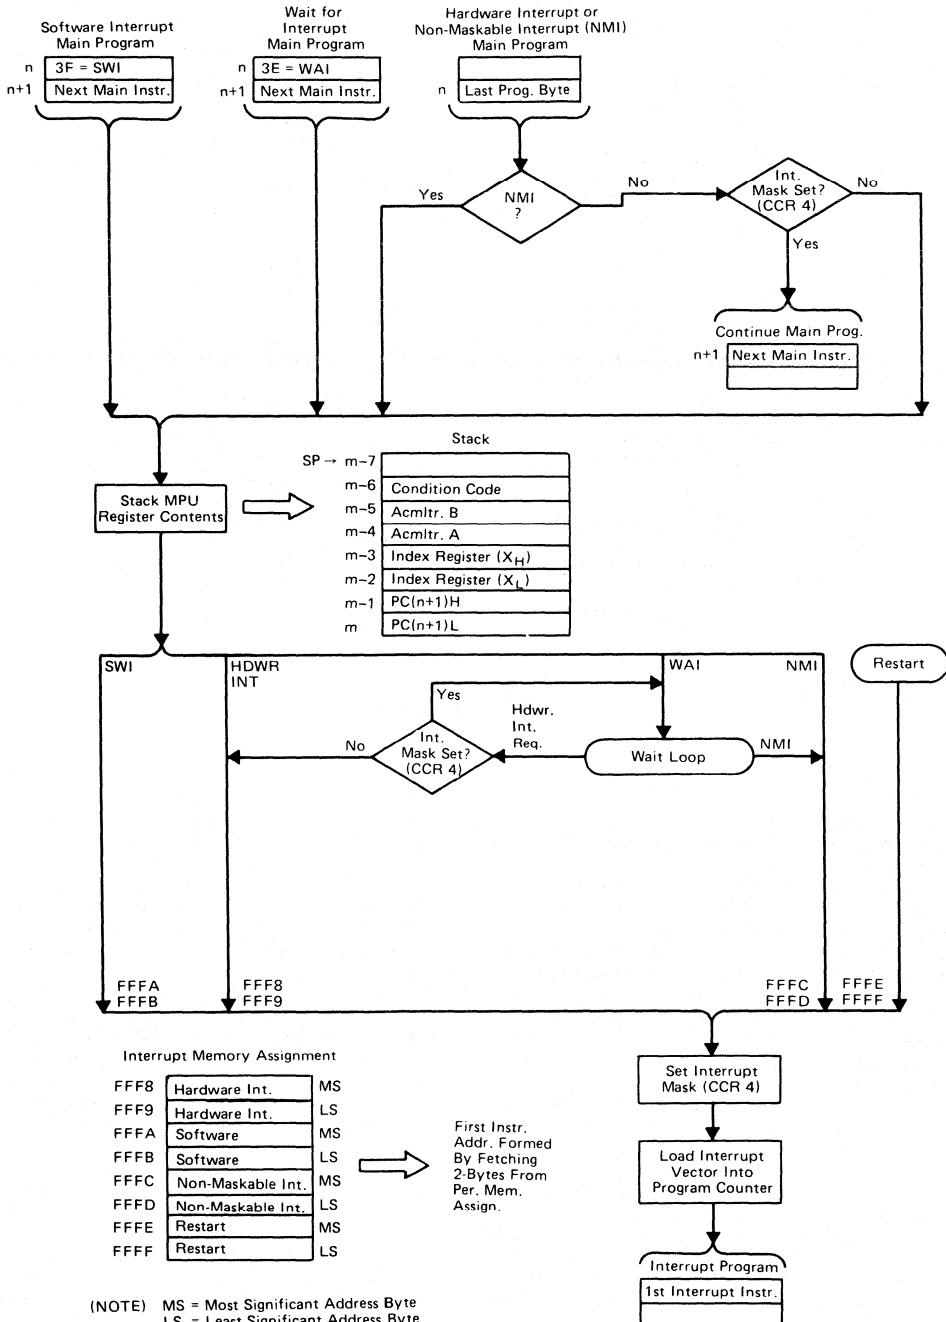 Software Interrupt
Main Program
n 3F = SWI
n+1 Next Main Instr.
Wait for
Interrupt
Main Program
n 3E = WAI
n+1 Next Main Instr.
Hardware Interrupt or
Non-Maskable Interrupt (NMI)
Main Program
n Last Prog. Byte
Yes
NMI
?
No
Int.
Mask Set?
(CCR 4)
No
Yes
Continue Main Prog.
n+1 Next Main Instr.
Stack MPU
Register Contents
Stack
SP → m-7
m-6 Condition Code
m-5 Acmltr. B
m-4 Acmltr. A
m-3 Index Register (XH)
m-2 Index Register (XL)
m-1 PC(n+1)H
m PC(n+1)L
SWI
HDWR
INT
WAI
NMI
Restart
Yes
Hdwr.
Int.
Req.
No
Int.
Mask Set?
(CCR 4)
Wait Loop
NMI
FFFA
FFFB
FFF8
FFF9
FFFC
FFFD
FFFE
FFFF
Interrupt Memory Assignment
FFF8 Hardware Int. MS
FFF9 Hardware Int. LS
FFFA Software MS
FFFB Software LS
FFFC Non-Maskable Int. MS
FFFD Non-Maskable Int. LS
FFFE Restart MS
FFFF Restart LS
First Instr.
Addr. Formed
By Fetching
2-Bytes From
Per. Mem.
Assign.
Set Interrupt
Mask (CCR 4)
Load Interrupt
Vector Into
Program Counter
Interrupt Program
1st Interrupt Instr.
(NOTE) MS = Most Significant Address Byte
LS = Least Significant Address Byte